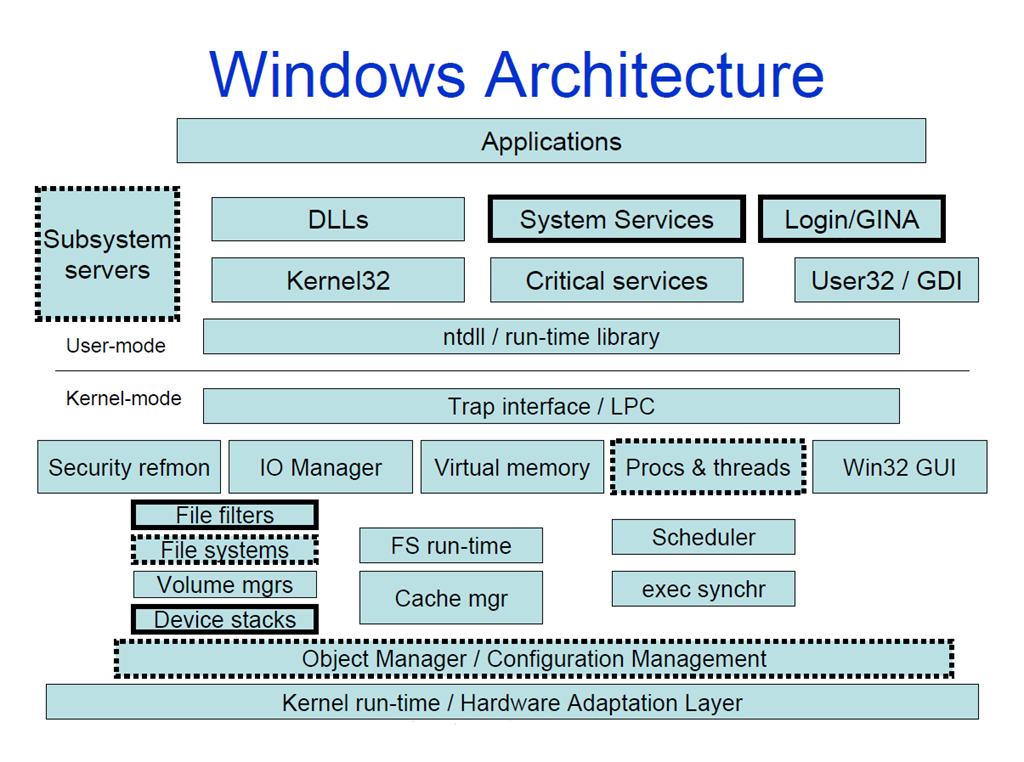 Windows Architecture
Applications
Subsystem
servers
DLLs
System Services
Login/GINA
Kernel32
Critical services
User32 / GDI
ntdll / run-time library
User-mode
Kernel-mode
Trap interface / LPC
Security refmon
IO Manager
Virtual memory
Procs & threads
Win32 GUI
File filters
File systems
Volume mgrs
Device stacks
FS run-time
Cache mgr
Scheduler
exec synchr
Object Manager / Configuration Management
Kernel run-time / Hardware Adaptation Layer